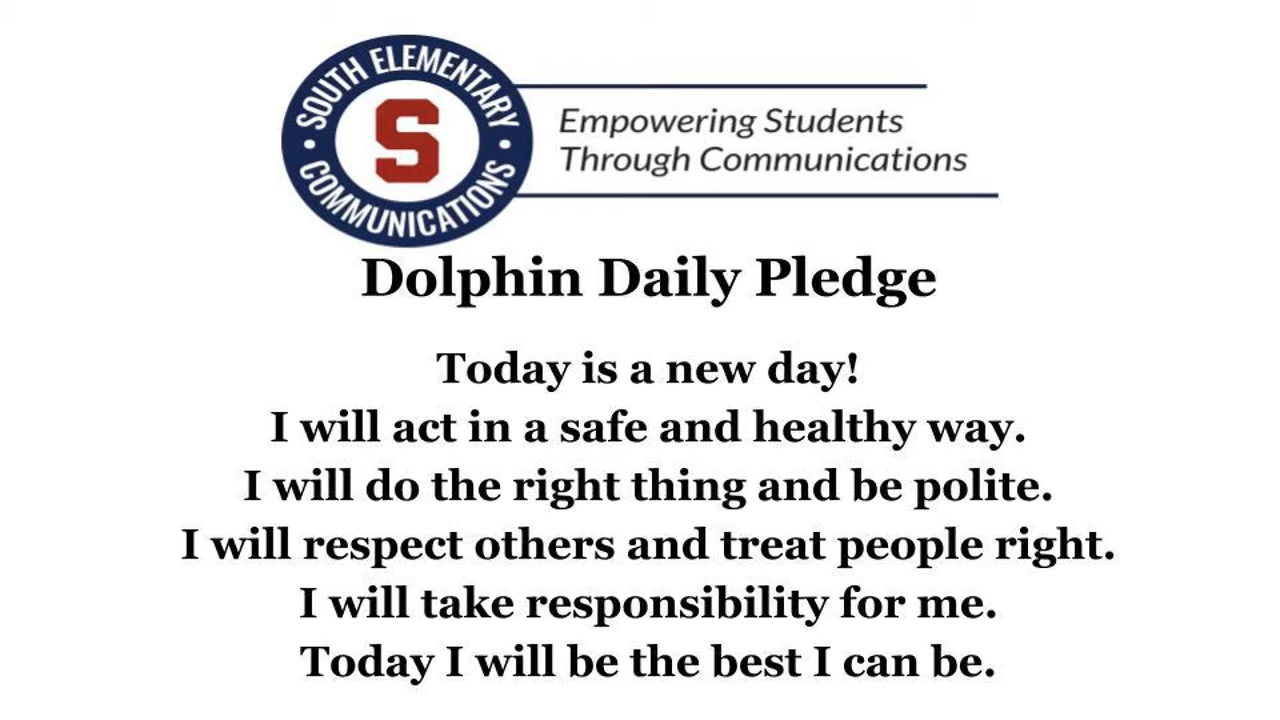 SOUTH ELEMENTARY
S
COMMUNICATIONS
Empowering Students
Through Communications
Dolphin Daily Pledge
Today is a new day!
I will act in a safe and healthy way.
I will do the right thing and be polite.
I will respect others and treat people right.
I will take responsibility for me.
Today I will be the best I can be.